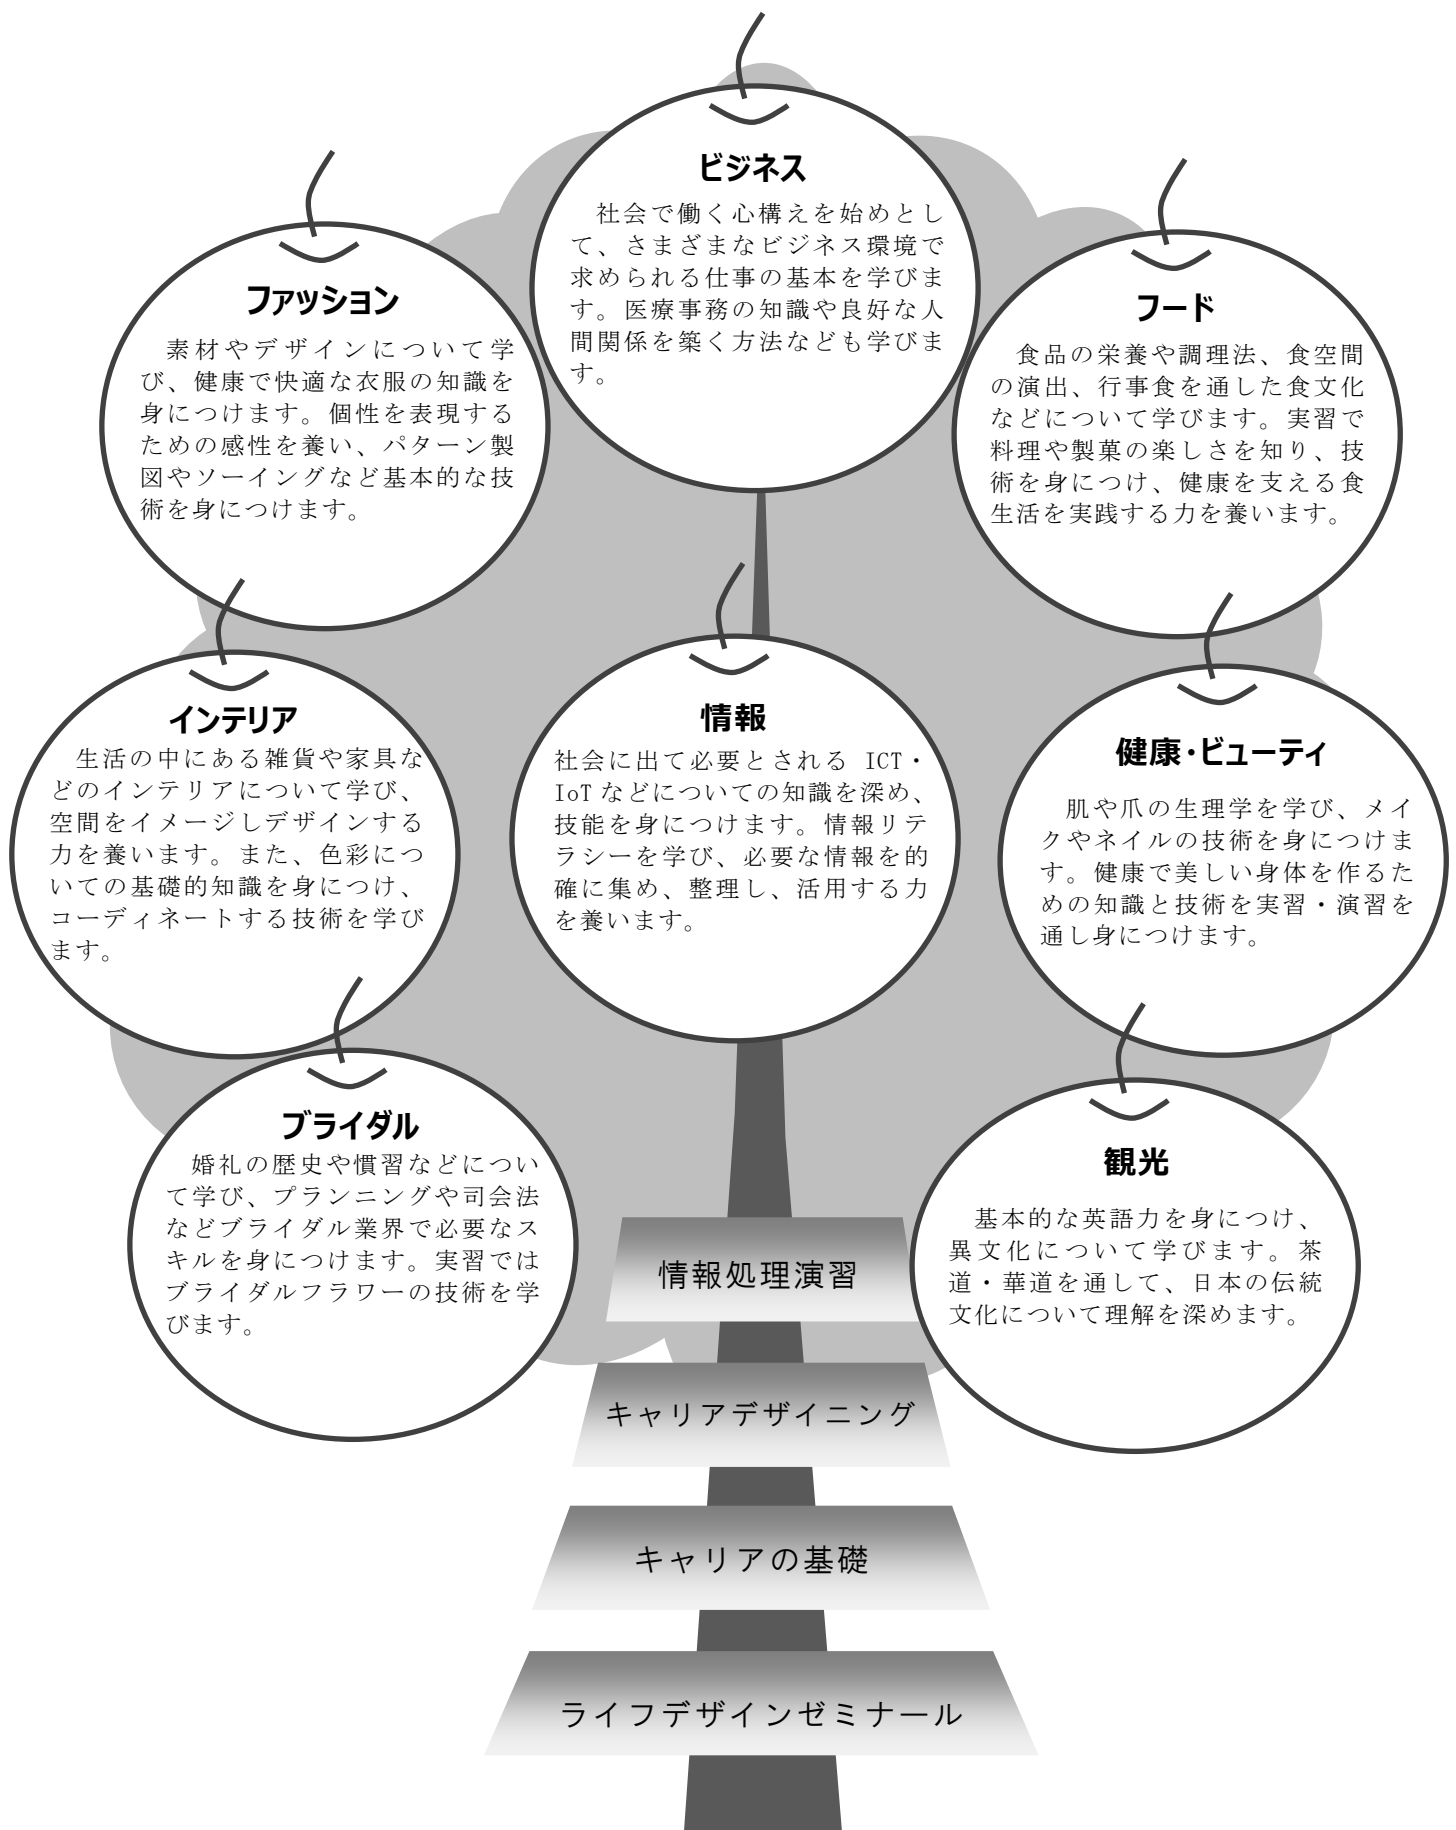 ビジネス
社会で働く心構えを始めとし
て、さまざまなビジネス環境で
求められる仕事の基本を学びま
す。医療事務の知識や良好な人
間関係を築く方法なども学びま
す。
ファッション
素材やデザインについて学
び、健康で快適な衣服の知識を
身につけます。個性を表現する
ための感性を養い、パターン製
図やソーイングなど基本的な技
術を身につけます。
フード
食品の栄養や調理法、食空間
の演出、行事食を通した食文化
などについて学びます。実習で
料理や製菓の楽しさを知り、技
術を身につけ、健康を支える食
生活を実践する力を養います。
インテリア
生活の中にある雑貨や家具な
どのインテリアについて学び、
空間をイメージしデザインする
力を養います。また、色彩につ
いての基礎的知識を身につけ、
コーディネートする技術を学び
ます。
情報
社会に出て必要とされる ICT・
IoT などについての知識を深め、
技能を身につけます。情報リテ
ラシーを学び、必要な情報を的
確に集め、整理し、活用する力
を養います。
健康・ビューティ
肌や爪の生理学を学び、メイ
クやネイルの技術を身につけま
す。健康で美しい身体を作るた
めの知識と技術を実習・演習を
通し身につけます。
ブライダル
婚礼の歴史や慣習などについ
て学び、プランニングや司会法
などブライダル業界で必要なス
キルを身につけます。実習では
ブライダルフラワーの技術を学
びます。
観光
基本的な英語力を身につけ、
異文化について学びます。茶
道・華道を通して、日本の伝統
文化について理解を深めます。
情報処理演習
キャリアデザイニング
キャリアの基礎
ライフデザインゼミナール